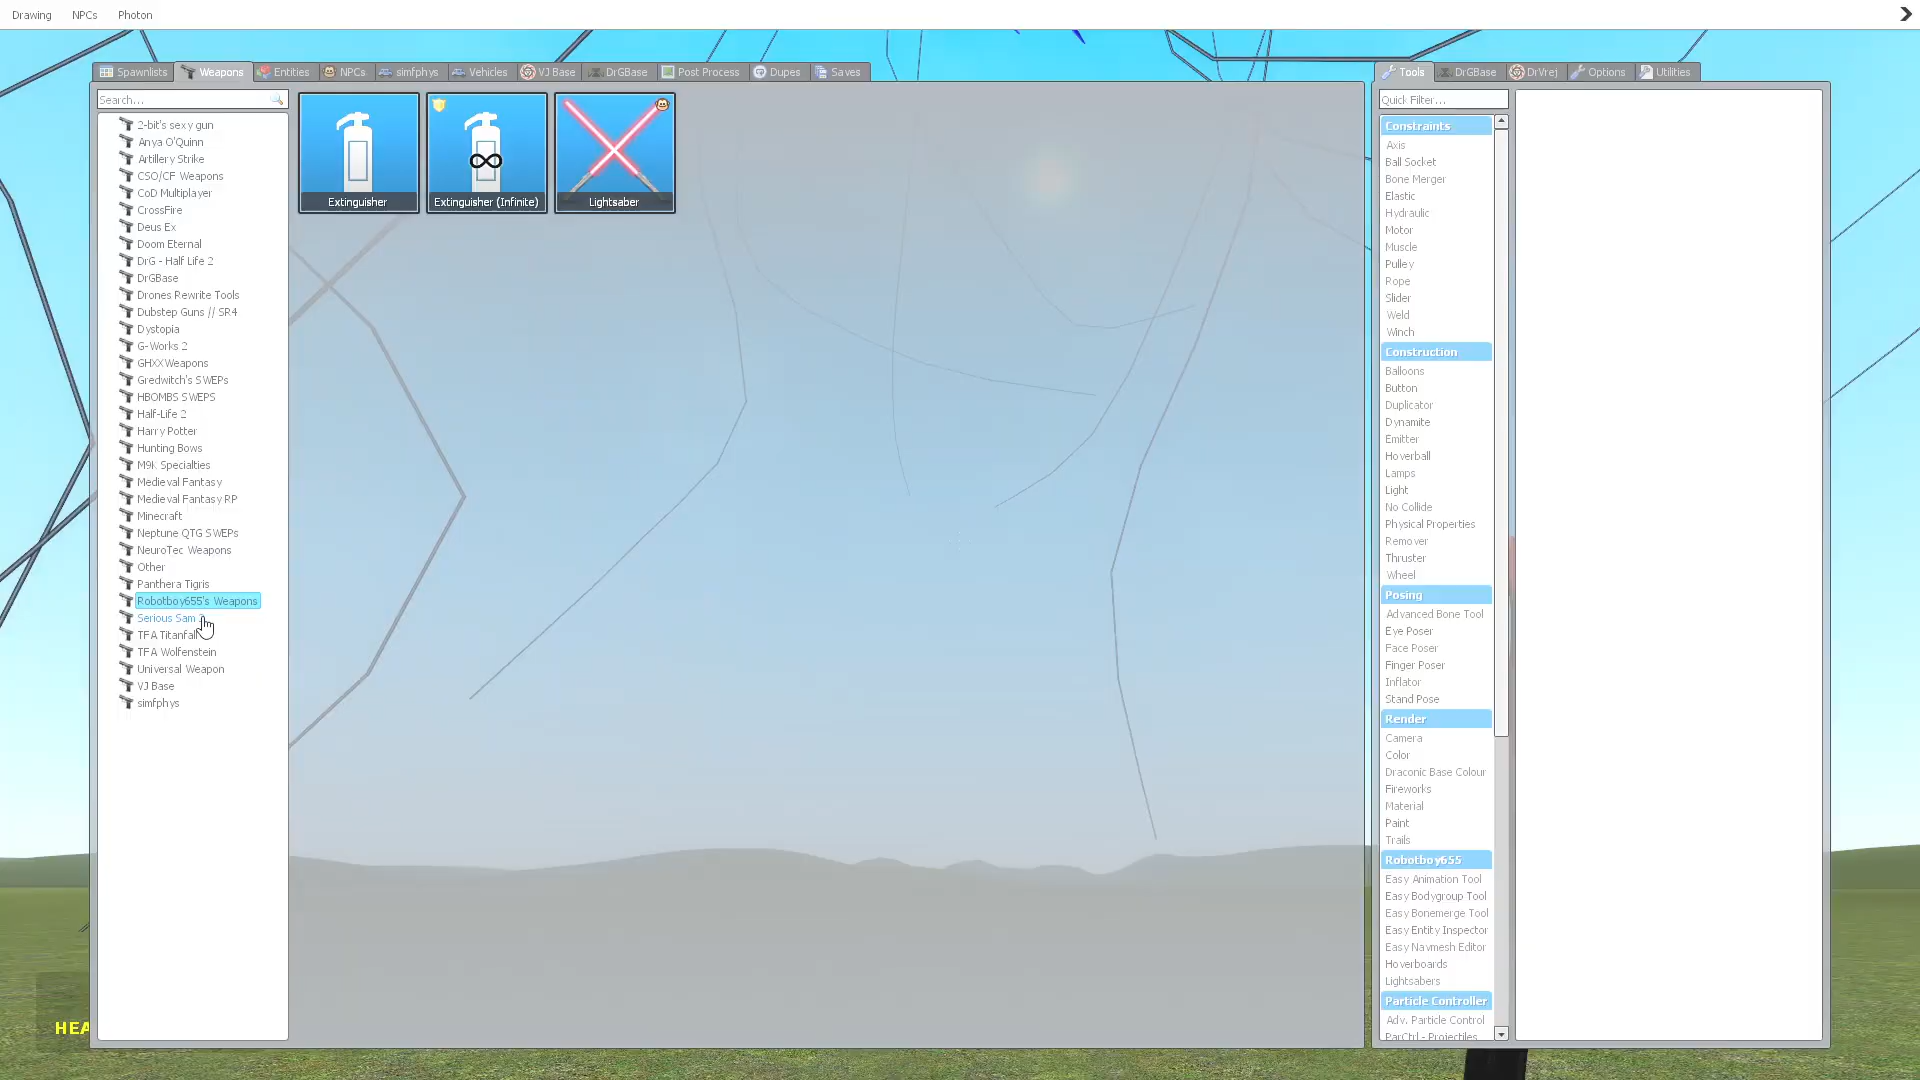 Drawing NPCs Photon
Spawnlists Weapons Entities NPCs simfphys Vehicles VJ Base DrGBase Post Process Dupes Saves
Search...
2-bit's sexy gun
Anya O'Quinn
Artillery Strike
CSO/CF Weapons
CoD Multiplayer
CrossFire
Deus Ex
Doom Eternal
DrG - Half Life 2
DrGBase
Drones Rewrite Tools
Dubstep Guns // SR4
Dystopia
G-Works 2
GHXX Weapons
Gredwitch's SWEPs
HBOMBS SWEPS
Half-Life 2
Harry Potter
Hunting Bows
M9K Specialties
Medieval Fantasy
Medieval Fantasy RP
Minecraft
Neptune QTG SWEPs
NeuroTec Weapons
Other
Panthera Tigris
Robotboy655's Weapons
Serious Sam
TFA Titanfall
TFA Wolfenstein
Universal Weapon
VJ Base
simfphys
Extinguisher
Extinguisher (Infinite)
Lightsaber
HEA
Tools DrGBase DrVrej Options Utilities
Quick Filter...
Constraints
Axis
Ball Socket
Bone Merger
Elastic
Hydraulic
Motor
Muscle
Pulley
Rope
Slider
Weld
Winch
Construction
Balloons
Button
Duplicator
Dynamite
Emitter
Hoverball
Lamps
Light
No Collide
Physical Properties
Remover
Thruster
Wheel
Posing
Advanced Bone Tool
Eye Poser
Face Poser
Finger Poser
Inflator
Stand Pose
Render
Camera
Color
Draconic Base Colour
Fireworks
Material
Paint
Trails
Robotboy655
Easy Animation Tool
Easy Bodygroup Tool
Easy Bonemerge Tool
Easy Entity Inspector
Easy Navmesh Editor
Hoverboards
Lightsabers
Particle Controller
Adv. Particle Control
ParCtrl - Projectiles